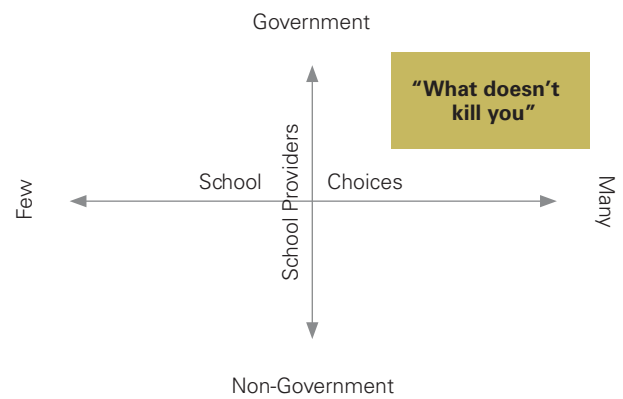 Government
“What doesn’t
kill you”
School Providers
School Choices
Few
Many
Non-Government